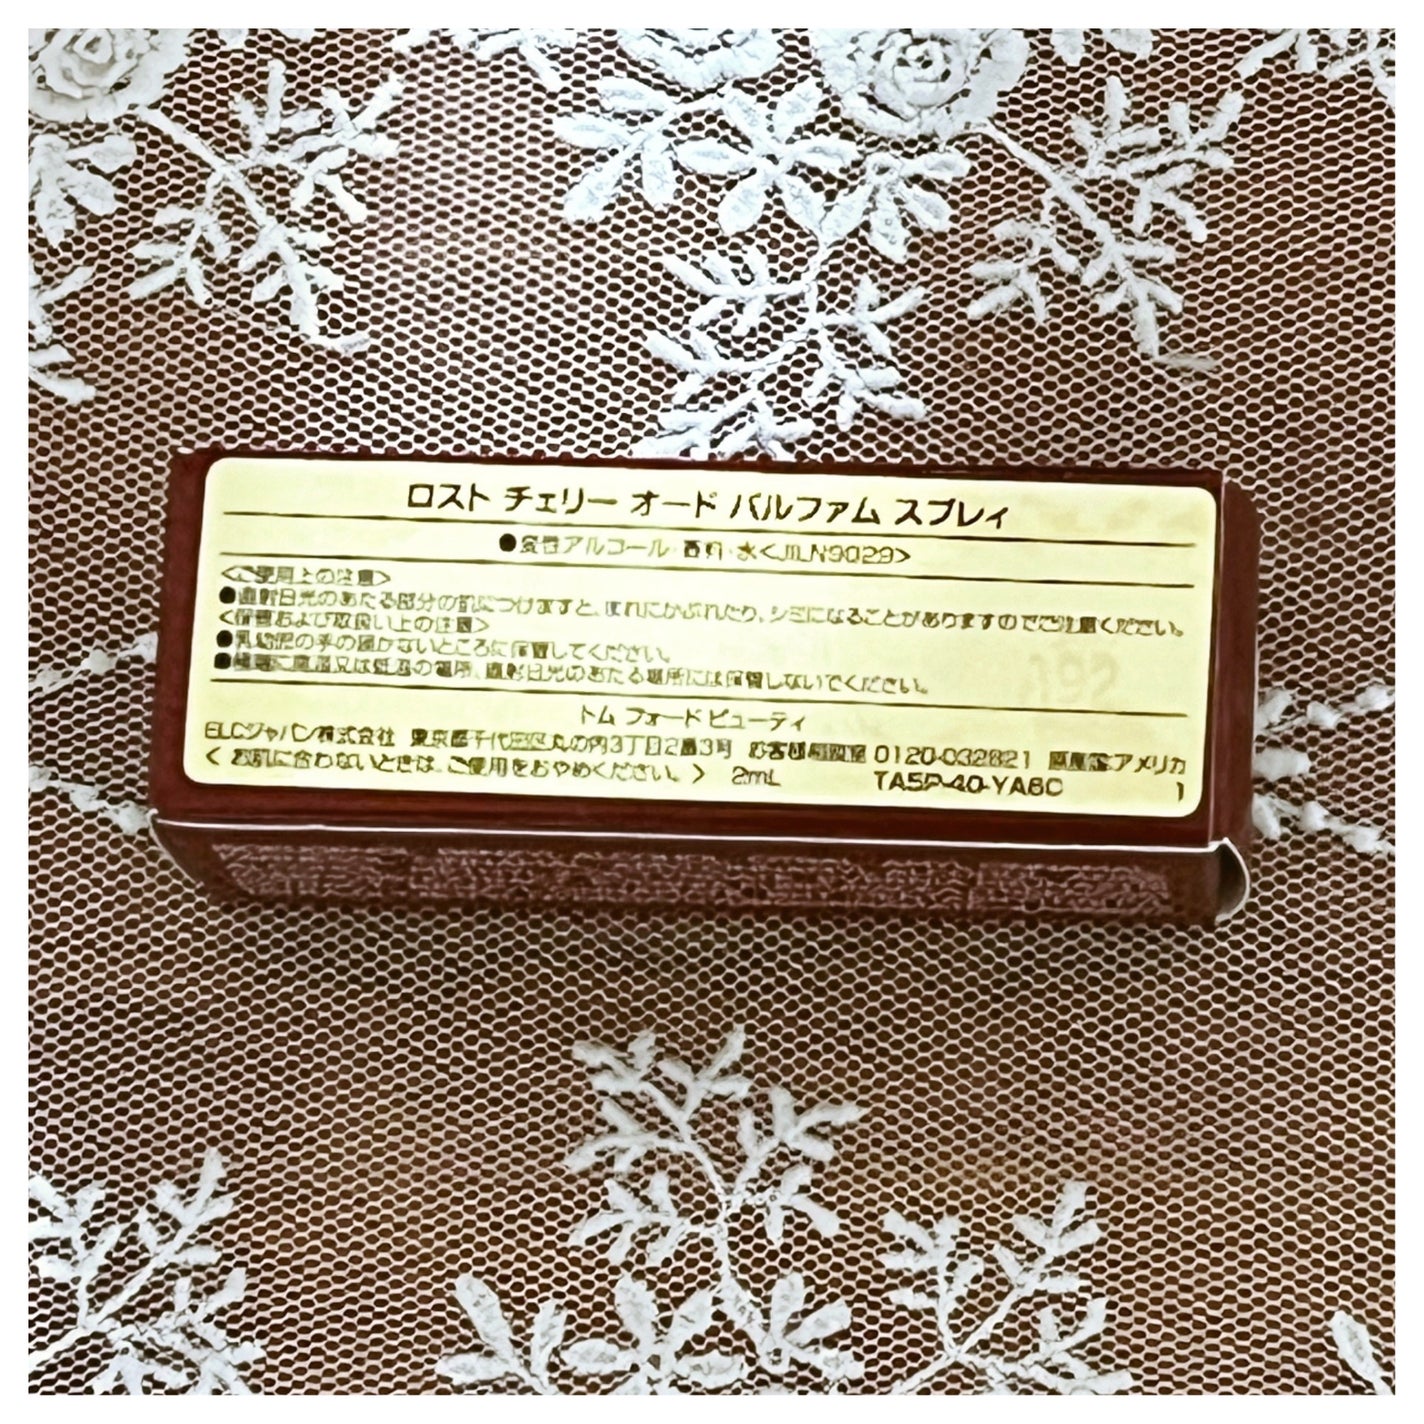 ロスト チェリー オード パルファム スプレィ
●変性アルコール・香料・水<ILN9029>
<ご使用上の注意>
●直射日光のあたる部分の肌につけますと、まれにかぶれたり、シミになることがありますのでご注意ください。
<保管および取扱い上の注意>
●乳幼児の手の届かないところに保管してください。
●極端に高温又は低温の場所、直射日光のあたる場所には保管しないでください。
トム フォード ビューティ
ELCジャパン株式会社 東京都千代田区丸の内3丁目2番3号 お客様相談室 0120-032821 原産国:アメリカ
< お肌に合わないときは、ご使用をおやめください。 > 2mL TA5P-40-YA6C 1